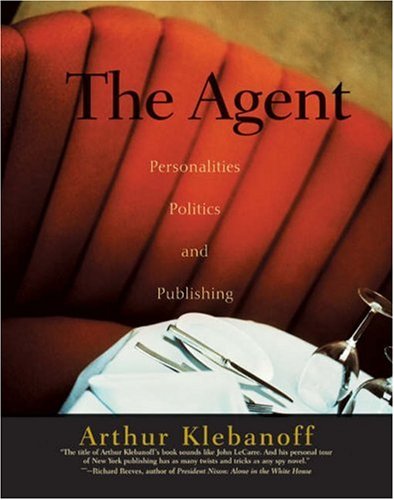 The Agent
Personalities
Politics
and
Publishing
Arthur Klebanoff
"The title of Arthur Klebanoff's book sounds like John LeCarre. And his personal tour
of New York publishing has as many twists and tricks as any spy novel."
—Richard Reeves, author of President Nixon: Alone in the White House